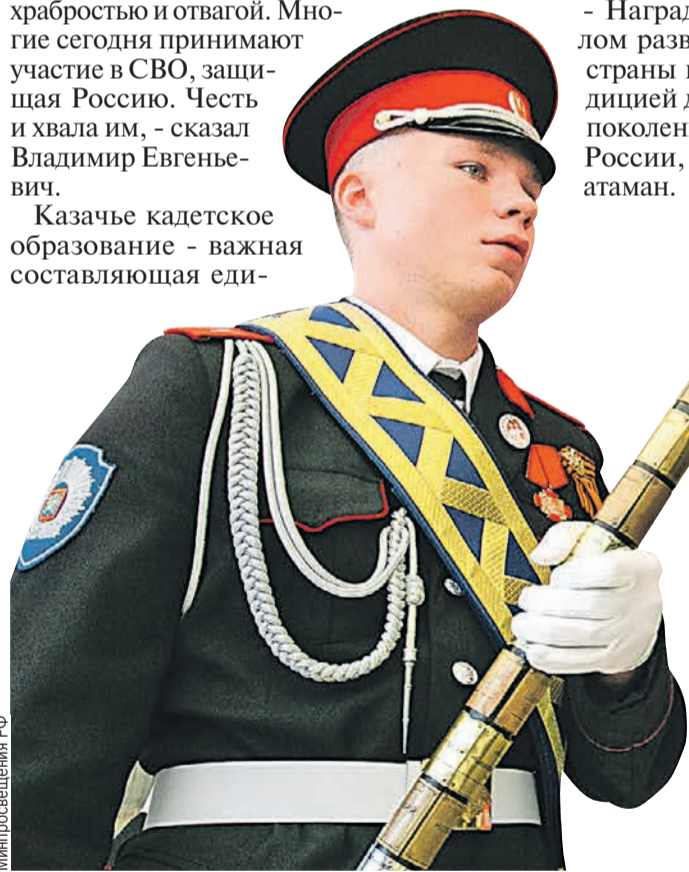 храбростью и отвагой. Мно-
гие сегодня принимают
участие в СВО, защи-
щая Россию. Честь
и хвала им, - сказал
Владимир Евгенье-
вич.
Казачье кадетское
образование - важная
составляющая еди-
- Наград
лом разв
страны
дицией д
поколен
России,
атаман.
Минпросвещения РФ